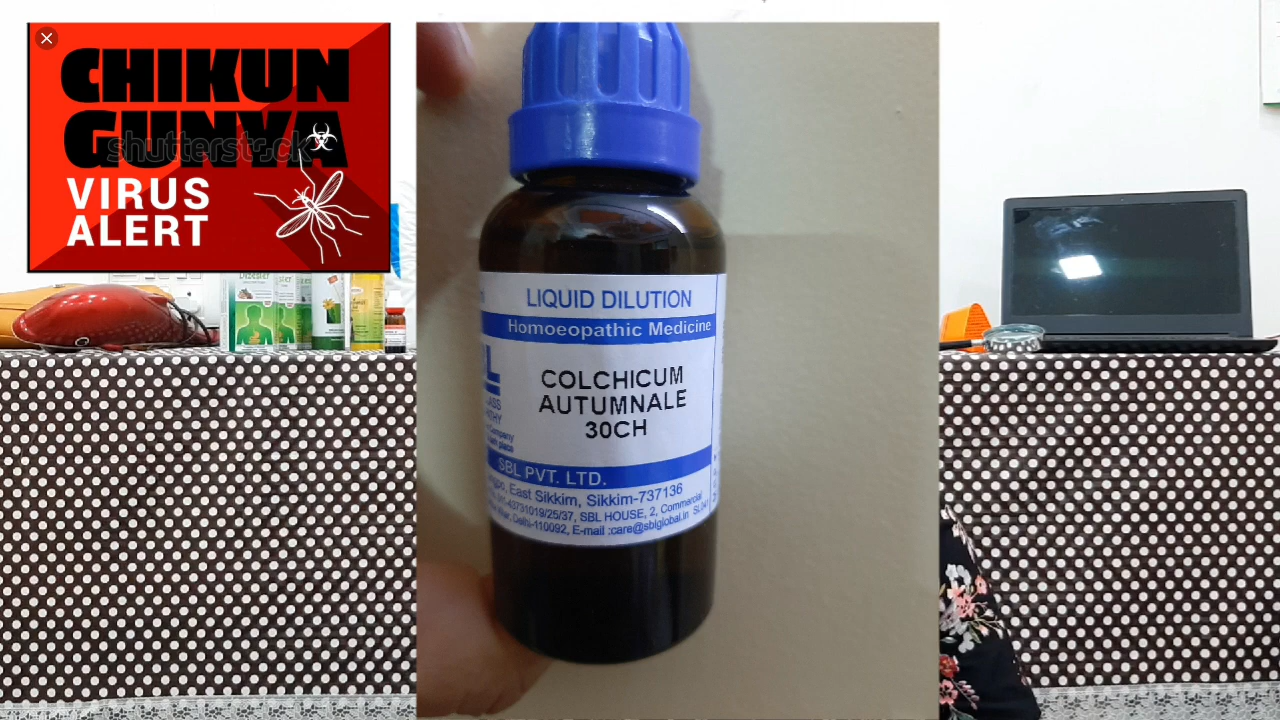 CHIKUN
GUNYA
shutterstock
VIRUS
ALERT
LIQUID DILUTION
Homoeopathic Medicine
COLCHICUM
AUTUMNALE
30CH
SBL PVT. LTD.
East Sikkim, Sikkim-737136
SBL HOUSE, 2, Commercial
Delhi-110092, E-mail :care@sblglobal.in